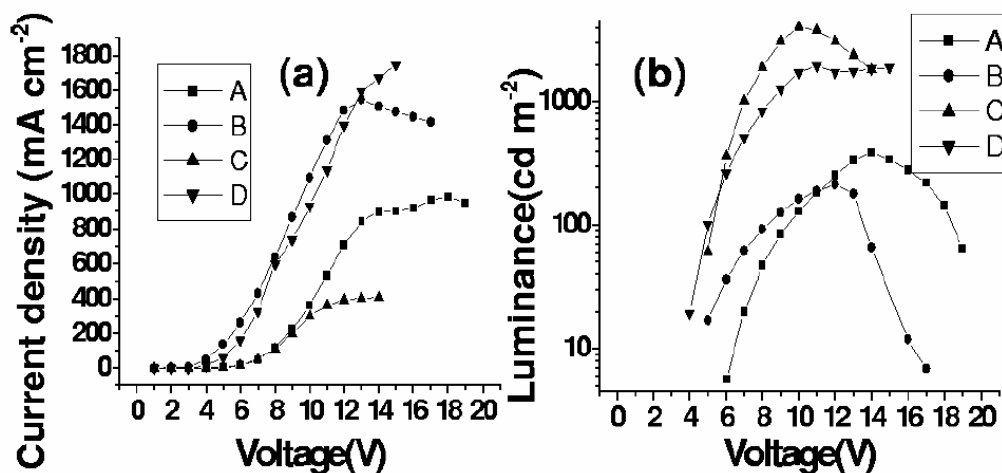 (a)
A
B
C
D
Current density (mA cm-2)
1800
1600
1400
1200
1000
800
600
400
200
0
0 2 4 6 8 10 12 14 16 18 20
Voltage(V)
(b)
A
B
C
D
Luminance(cd m-2)
1000
100
10
0 2 4 6 8 10 12 14 16 18 20
Voltage(V)